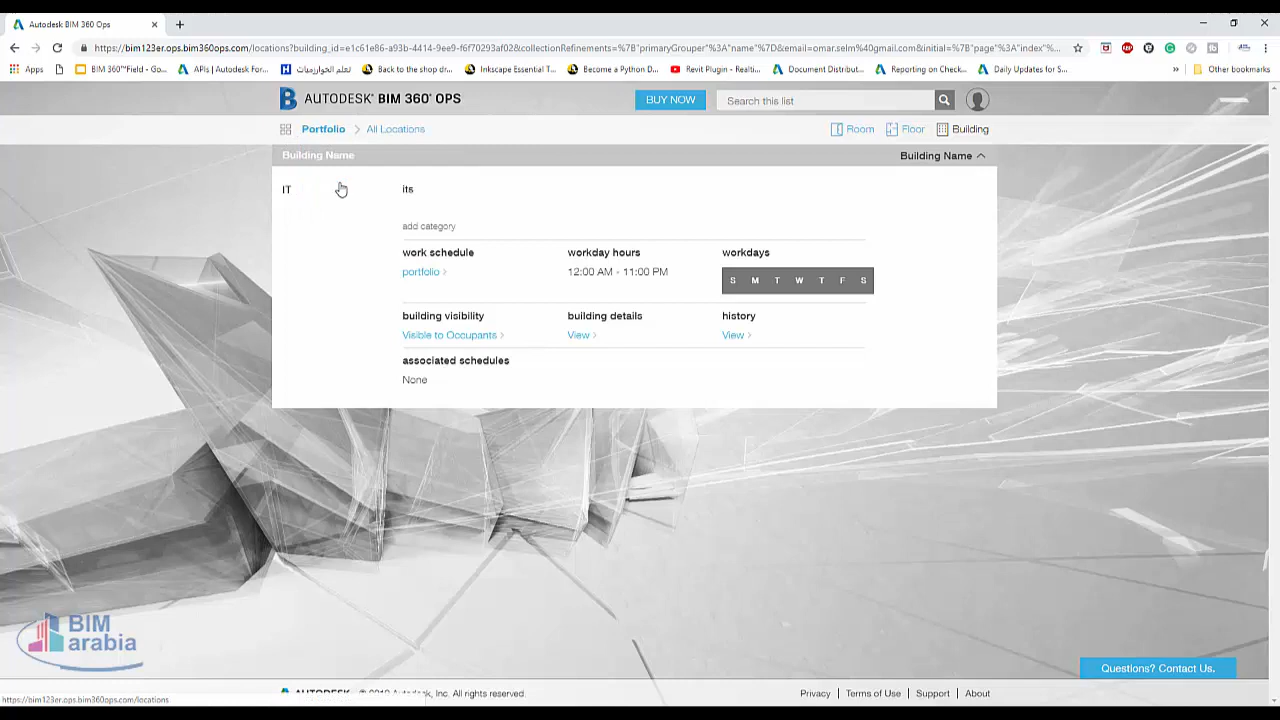 Autodesk BIM 360 Ops
https://bim123er.ops.bim360ops.com/locations?building_id=e1c61e86-a93b-4414-9ee9-f6f70293af02&collectionRefinements=%7B"primaryGrouper"%3A"name"%7D&email=omar.selm%40gmail.com&initial=%7B"page"%3A"index"%...
Apps
BIM 360™Field - Go...
APIs | Autodesk For...
تعلم الخوارزميات
Back to the shop dr...
Inkscape Essential T...
Become a Python D...
Revit Plugin - Realti...
Document Distribut...
Reporting on Check...
Daily Updates for S...
»
Other bookmarks
AUTODESK® BIM 360® OPS
BUY NOW
Search this list
Portfolio > All Locations
Room
Floor
Building
Building Name
Building Name
IT
its
add category
work schedule
workday hours
workdays
portfolio >
12:00 AM - 11:00 PM
S M T W T F S
building visibility
building details
history
Visible to Occupants >
View >
View >
associated schedules
None
BIM
arabia
Questions? Contact Us.
AUTODESK
Autodesk, Inc. All rights reserved.
Privacy | Terms of Use | Support | About
https://bim123er.ops.bim360ops.com/locations